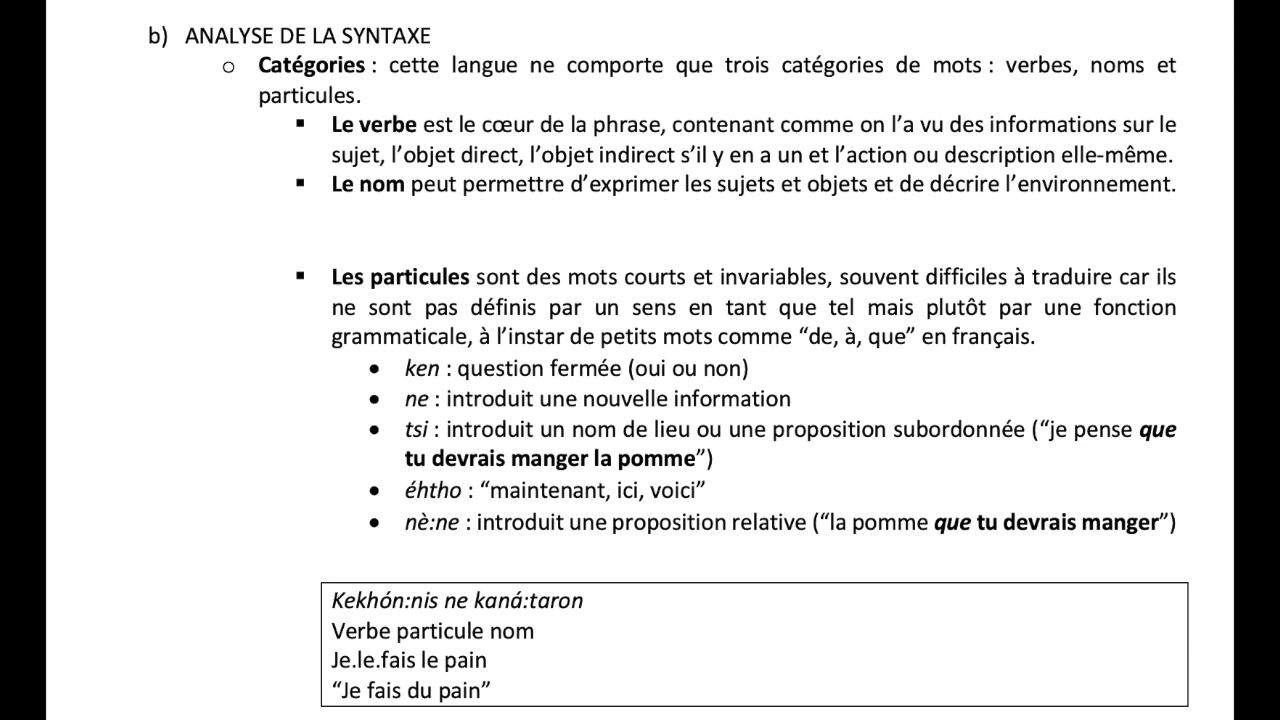 b) ANALYSE DE LA SYNTAXE
o Catégories : cette langue ne comporte que trois catégories de mots : verbes, noms et
particules.
▪ Le verbe est le cœur de la phrase, contenant comme on l’a vu des informations sur le
sujet, l’objet direct, l’objet indirect s’il y en a un et l’action ou description elle-même.
▪ Le nom peut permettre d’exprimer les sujets et objets et de décrire l’environnement.
▪ Les particules sont des mots courts et invariables, souvent difficiles à traduire car ils
ne sont pas définis par un sens en tant que tel mais plutôt par une fonction
grammaticale, à l’instar de petits mots comme “de, à, que” en français.
• ken : question fermée (oui ou non)
• ne : introduit une nouvelle information
• tsi : introduit un nom de lieu ou une proposition subordonnée (“je pense que
tu devrais manger la pomme”)
• éhtho : “maintenant, ici, voici”
• nè:ne : introduit une proposition relative (“la pomme que tu devrais manger”)
Kekhón:nis ne kaná:taron
Verbe particule nom
Je.le.fais le pain
“Je fais du pain”